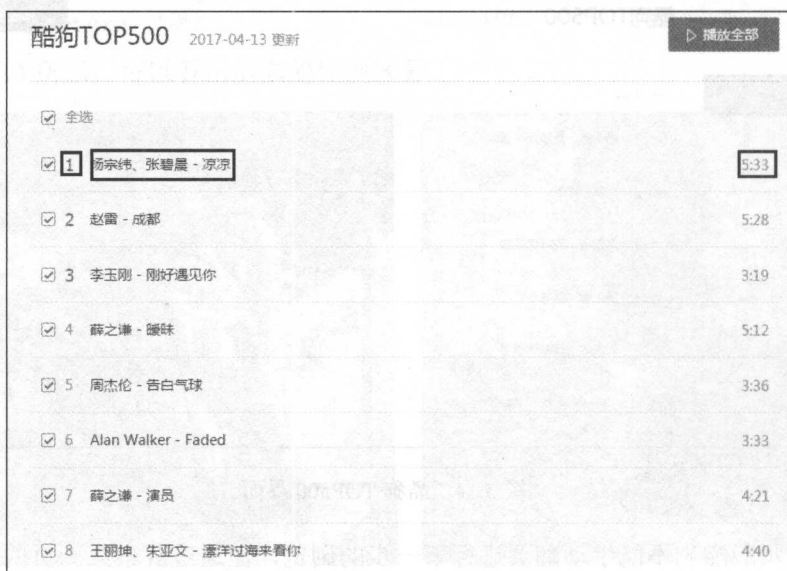 酷狗TOP500 2017-04-13 更新 ▷ 播放全部
全选
1 杨宗纬、张碧晨 - 凉凉 5:33
2 赵雷 - 成都 5:28
3 李玉刚 - 刚好遇见你 3:19
4 薛之谦 - 暧昧 5:12
5 周杰伦 - 告白气球 3:36
6 Alan Walker - Faded 3:33
7 薛之谦 - 演员 4:21
8 王丽坤、朱亚文 - 漂洋过海来看你 4:40